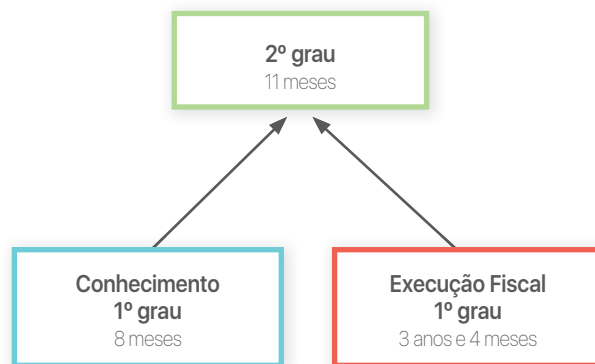 2º grau
11 meses
Conhecimento
1º grau
8 meses
Execução Fiscal
1º grau
3 anos e 4 meses